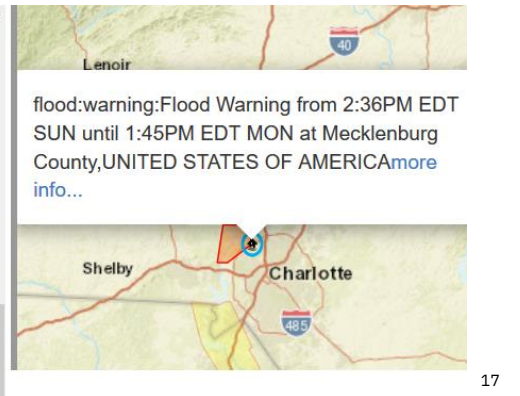 40
Lenoir
flood:warning:Flood Warning from 2:36PM EDT
SUN until 1:45PM EDT MON at Mecklenburg
County,UNITED STATES OF AMERICAmore
info...
Shelby
Charlotte
485
17